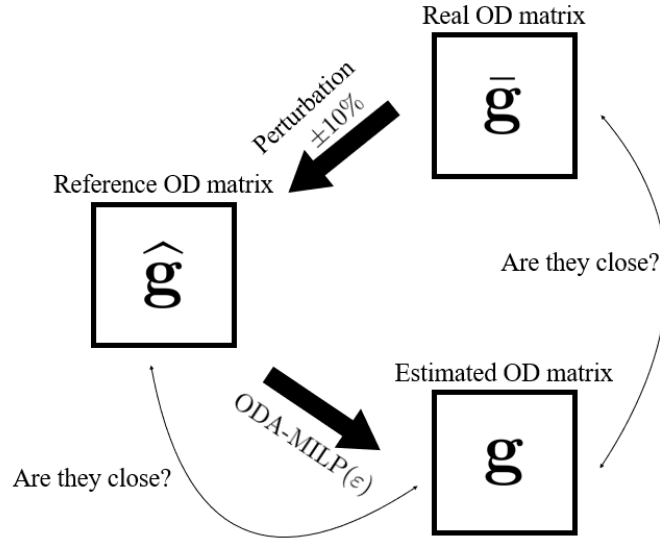 Real OD matrix
g̅
Perturbation
±10%
Reference OD matrix
ĝ
Are they close?
Estimated OD matrix
g
ODA-MILP(ε)
Are they close?